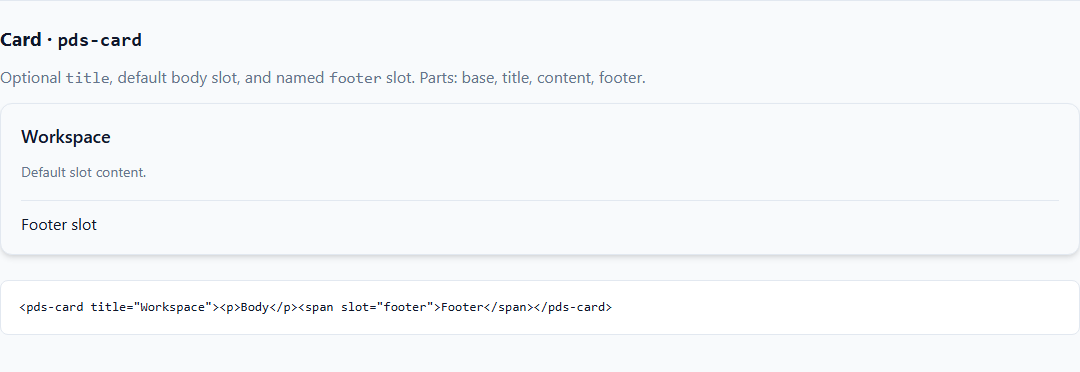 Card · pds-card
Optional title, default body slot, and named footer slot. Parts: base, title, content, footer.
Workspace
Default slot content.
Footer slot
<pds-card title="Workspace"><p>Body</p><span slot="footer">Footer</span></pds-card>